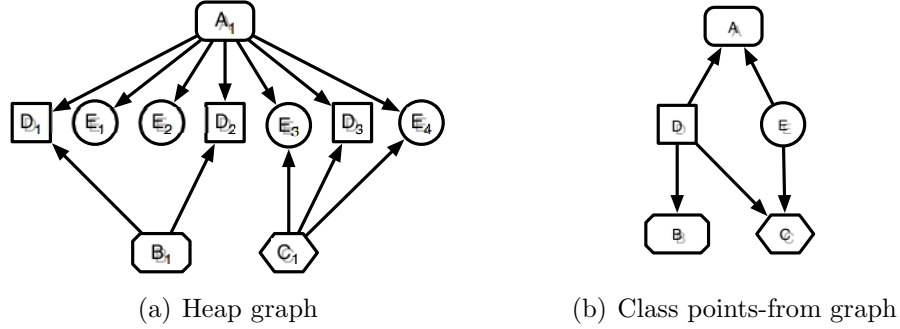 A₁
D₁ E₁ E₂ D₂ E₃ D₃ E₄
B₁ C₁
A
D E
B C
(a) Heap graph
(b) Class points-from graph